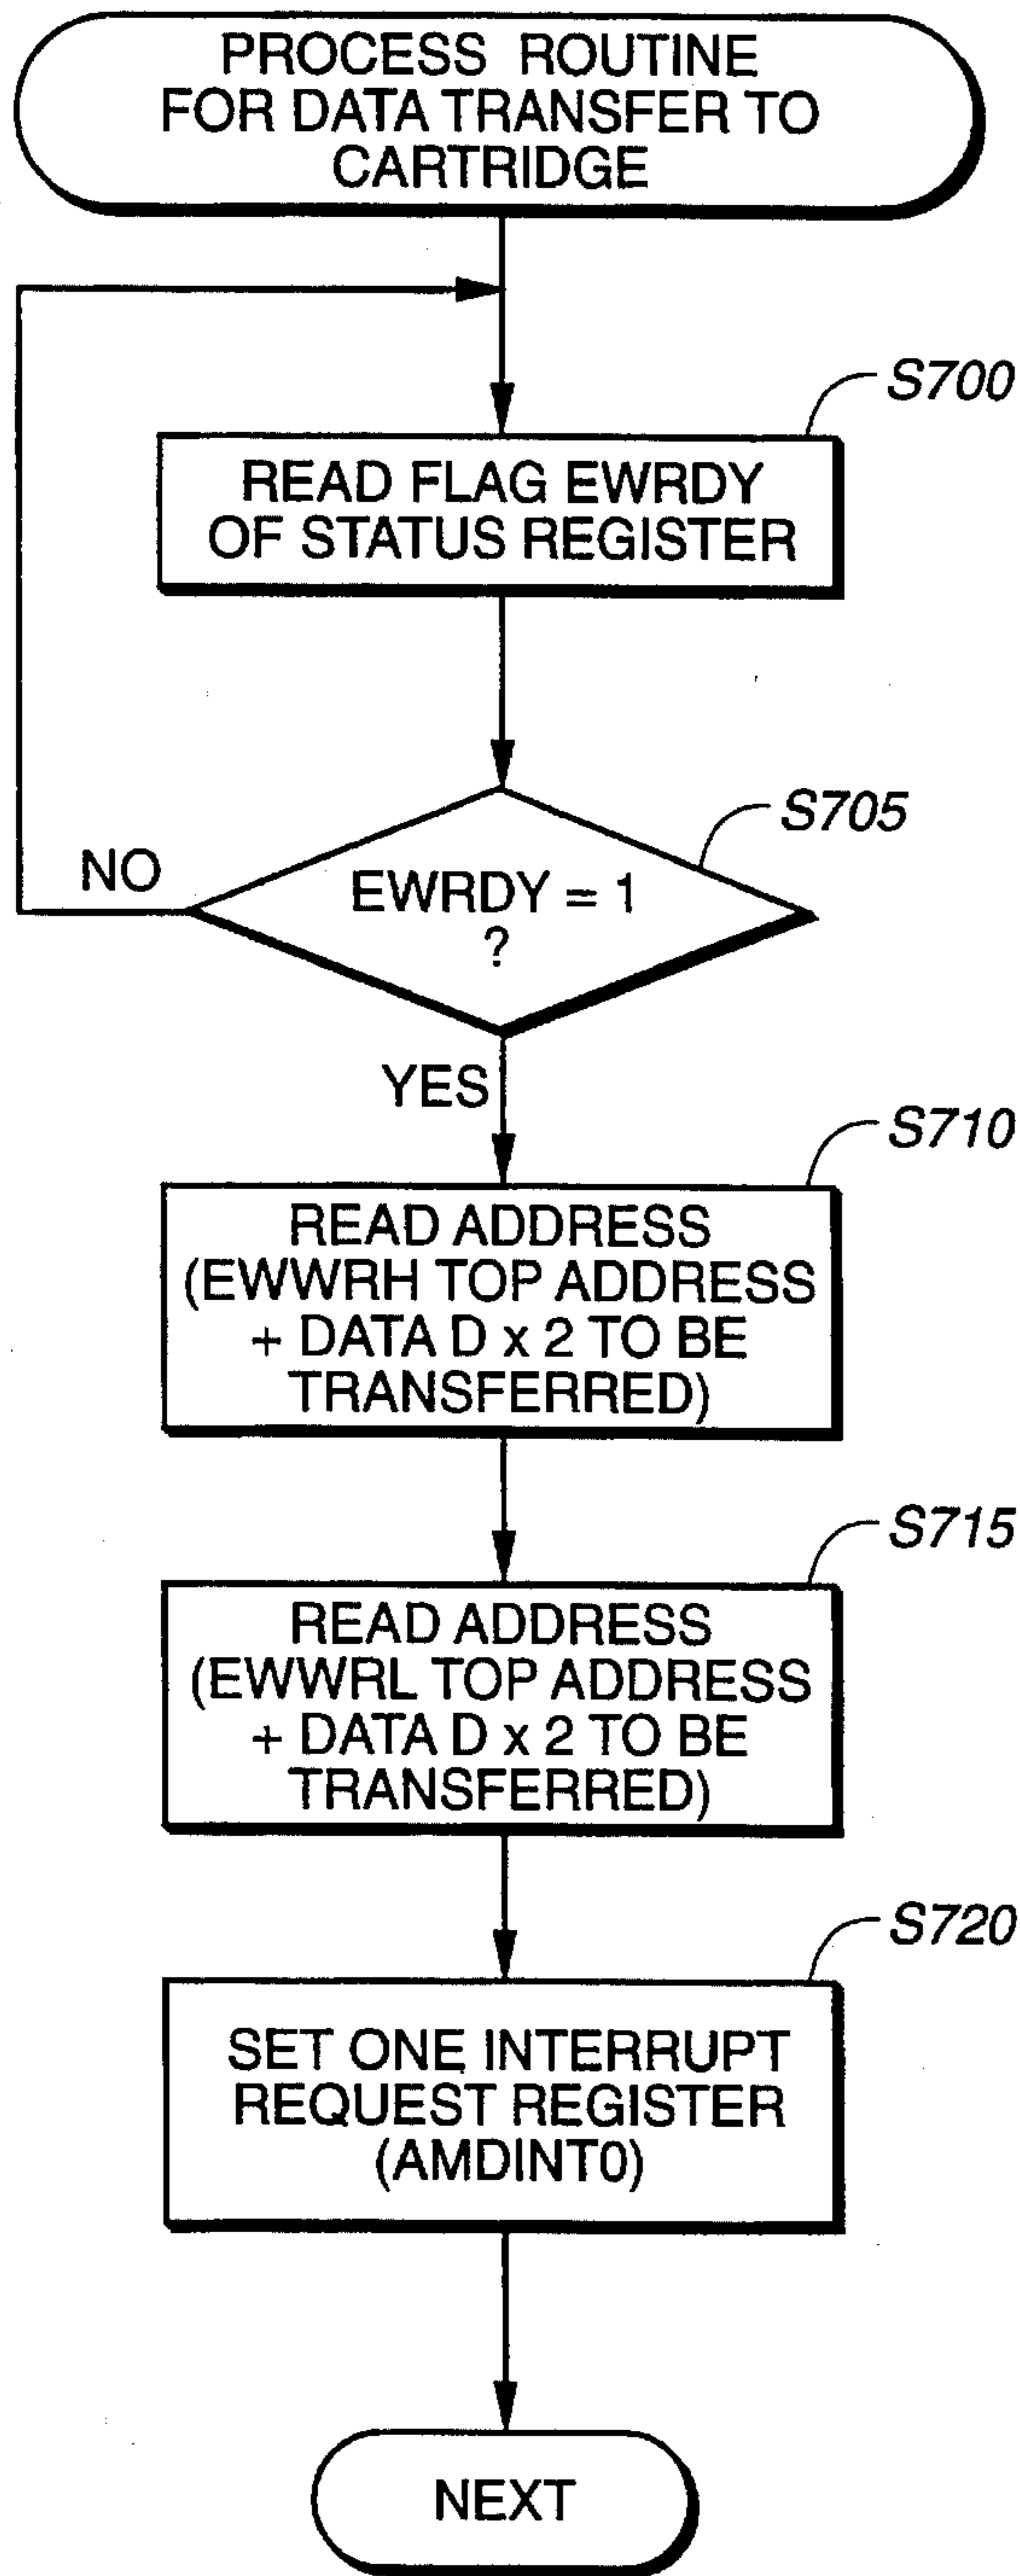 PROCESS ROUTINE
FOR DATA TRANSFER TO
CARTRIDGE
S700
READ FLAG EWRDY
OF STATUS REGISTER
S705
NO
EWRDY = 1
?
YES
S710
READ ADDRESS
(EWWRH TOP ADDRESS
+ DATA D x 2 TO BE
TRANSFERRED)
S715
READ ADDRESS
(EWWRL TOP ADDRESS
+ DATA D x 2 TO BE
TRANSFERRED)
S720
SET ONE INTERRUPT
REQUEST REGISTER
(AMDINT0)
NEXT